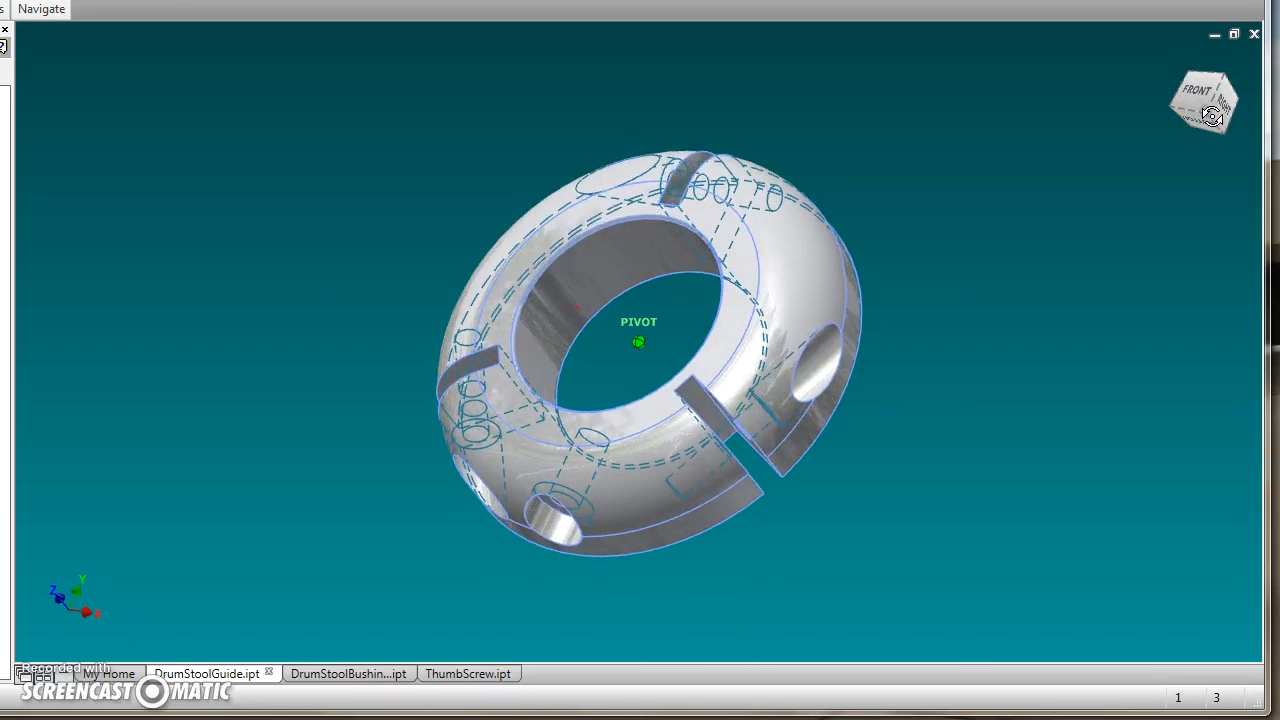 s Navigate
FRONT
RIGHT
PIVOT
Y
Z
X
My Home DrumStoolGuide.ipt DrumStoolBushin...ipt ThumbScrew.ipt
Recorded with
SCREENCAST MATIC
1 3